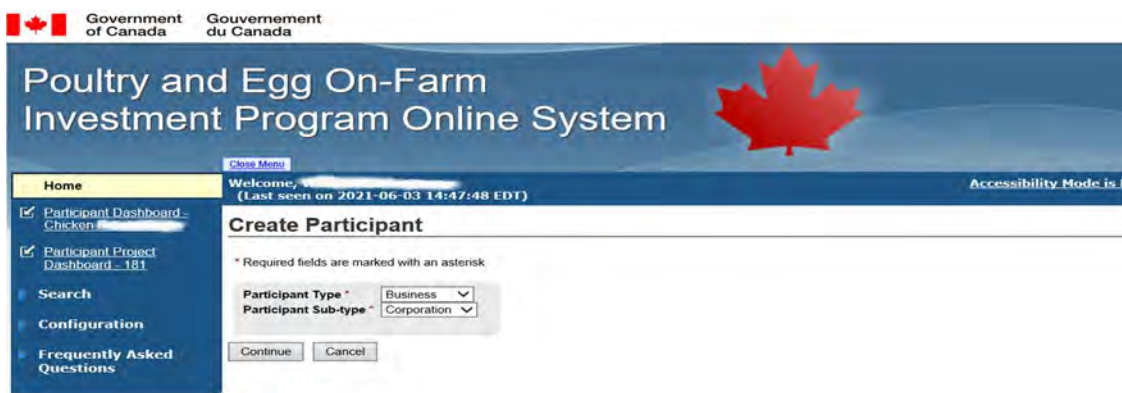 Government of Canada
Gouvernement du Canada
Poultry and Egg On-Farm
Investment Program Online System
Close Menu
Welcome,
(Last seen on 2021-06-03 14:47:48 EDT)
Accessibility Mode is
Home
Participant Dashboard -
Chicken
Participant Project
Dashboard - 181
Search
Configuration
Frequently Asked
Questions
Create Participant
* Required fields are marked with an asterisk
Participant Type * Business
Participant Sub-type * Corporation
Continue Cancel